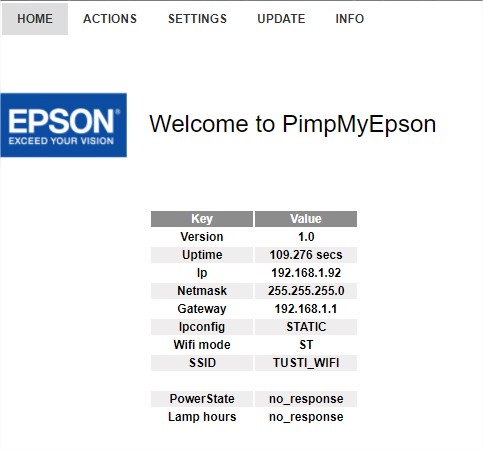 HOME ACTIONS SETTINGS UPDATE INFO
EPSON®
EXCEED YOUR VISION
Welcome to PimpMyEpson
Key Value
Version 1.0
Uptime 109.276 secs
Ip 192.168.1.92
Netmask 255.255.255.0
Gateway 192.168.1.1
Ipconfig STATIC
Wifi mode ST
SSID TUSTI_WIFI
PowerState no_response
Lamp hours no_response